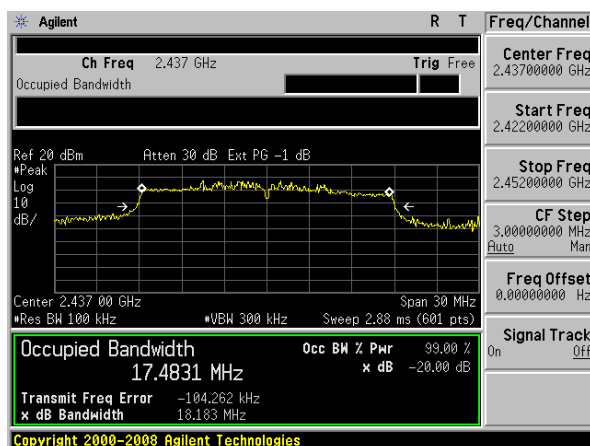 Agilent R T Freq/Channel
Ch Freq 2.437 GHz Trig Free
Occupied Bandwidth
Center Freq
2.43700000 GHz
Start Freq
2.42200000 GHz
Ref 20 dBm Atten 30 dB Ext PG -1 dB
#Peak
Log
10
dB/
Stop Freq
2.45200000 GHz
CF Step
3.00000000 MHz
Auto Man
Freq Offset
0.00000000 Hz
Center 2.437 00 GHz Span 30 MHz
#Res BW 100 kHz #VBW 300 kHz Sweep 2.88 ms (601 pts)
Signal Track
On Off
Occupied Bandwidth Occ BW % Pwr 99.00 %
17.4831 MHz x dB -20.00 dB
Transmit Freq Error -104.262 kHz
x dB Bandwidth 18.183 MHz
Copyright 2000-2008 Agilent Technologies